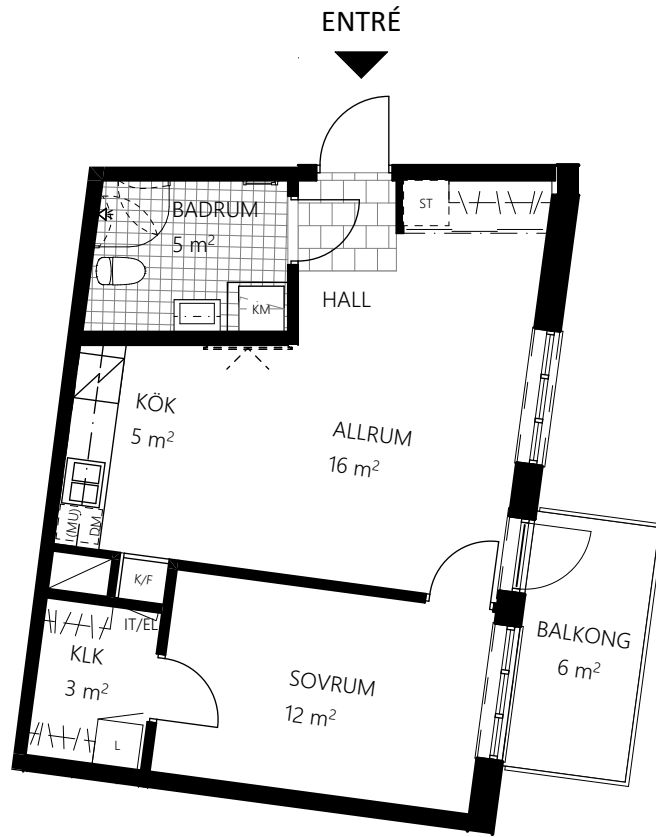 ENTRÉ
BADRUM
5 m²
ST
KM
HALL
KÖK
5 m²
ALLRUM
16 m²
(MU)
DM
K/F
IT/EL
KLK
3 m²
L
SOVRUM
12 m²
BALKONG
6 m²